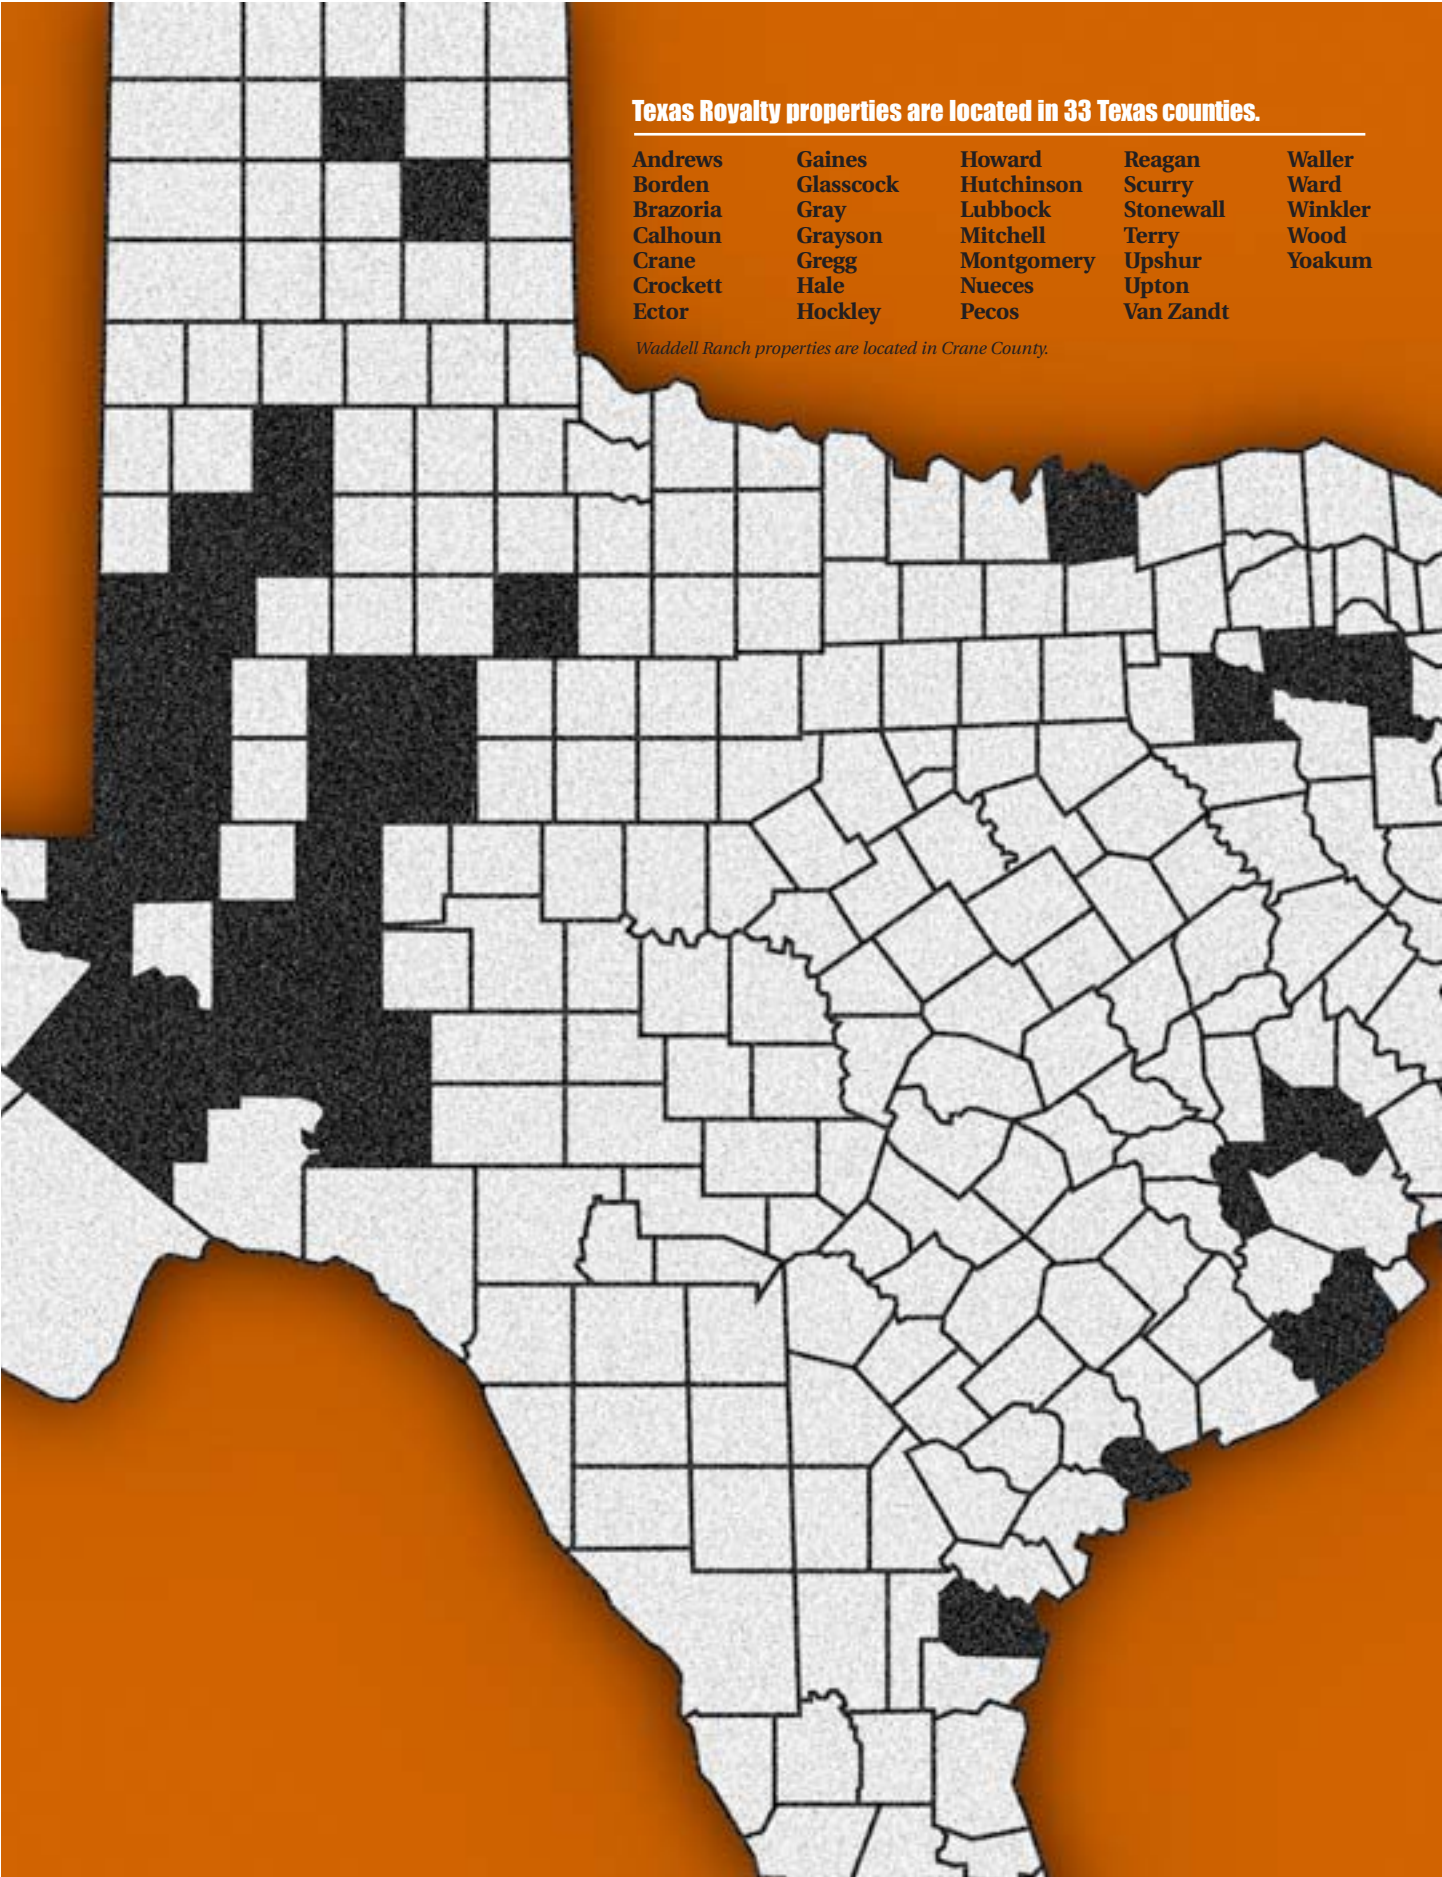 Texas Royalty properties are located in 33 Texas counties.
Andrews
Borden
Brazoria
Calhoun
Crane
Crockett
Ector
Gaines
Glasscock
Gray
Grayson
Gregg
Hale
Hockley
Howard
Hutchinson
Lubbock
Mitchell
Montgomery
Nueces
Pecos
Reagan
Scurry
Stonewall
Terry
Upshur
Upton
Van Zandt
Waller
Ward
Winkler
Wood
Yoakum
Waddell Ranch properties are located in Crane County.